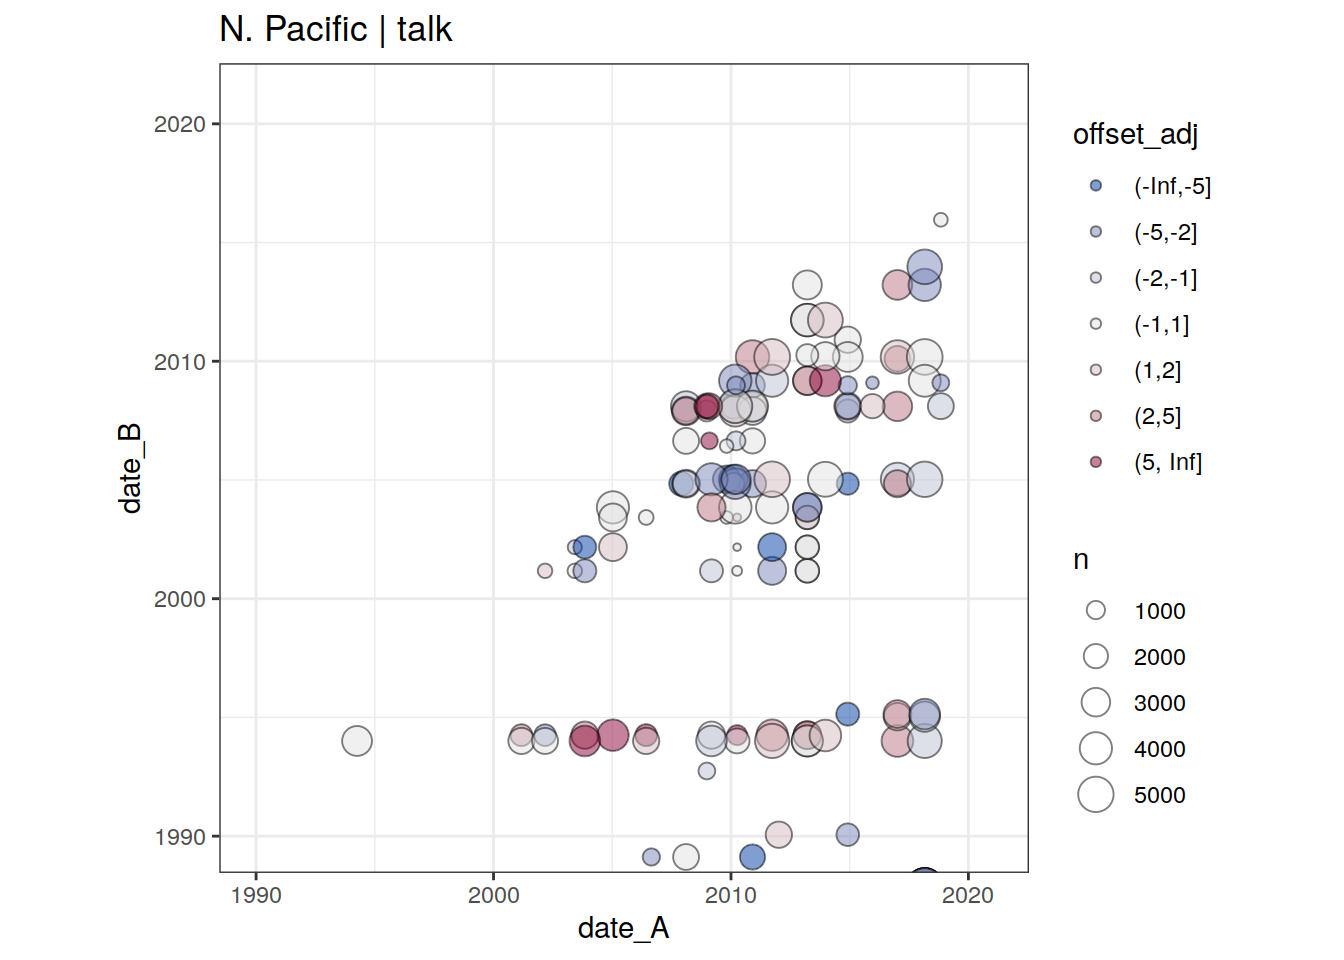 N. Pacific | talk
2020
2010
2000
1990
date_B
1990
2000
2010
2020
date_A
offset_adj
(-Inf,-5]
(-5,-2]
(-2,-1]
(-1,1]
(1,2]
(2,5]
(5, Inf]
n
1000
2000
3000
4000
5000